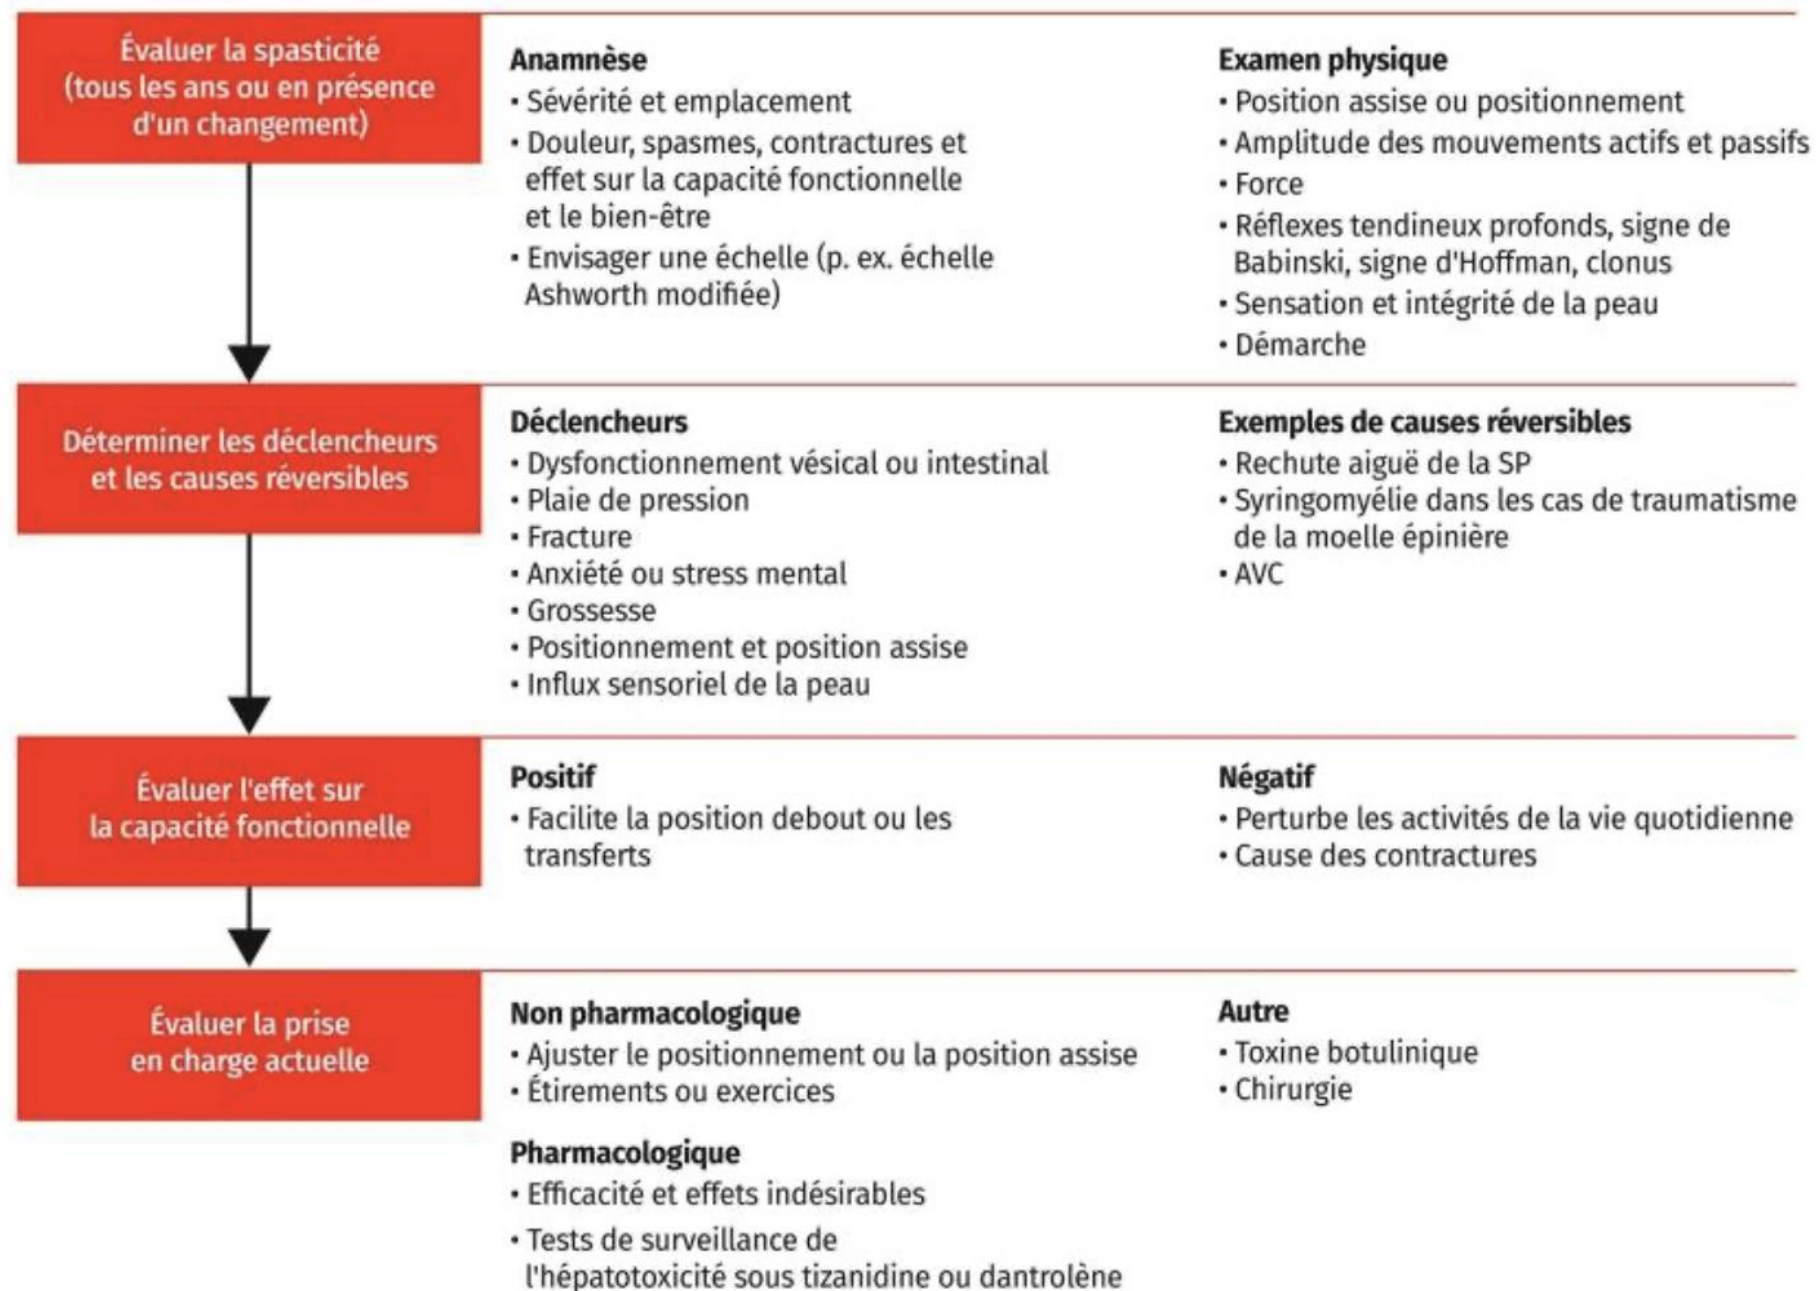 Évaluer la spasticité
(tous les ans ou en présence
d'un changement)
Anamnèse
• Sévérité et emplacement
• Douleur, spasmes, contractures et
effet sur la capacité fonctionnelle
et le bien-être
• Envisager une échelle (p. ex. échelle
Ashworth modifiée)
Examen physique
• Position assise ou positionnement
• Amplitude des mouvements actifs et passifs
• Force
• Réflexes tendineux profonds, signe de
Babinski, signe d'Hoffman, clonus
• Sensation et intégrité de la peau
• Démarche
Déterminer les déclencheurs
et les causes réversibles
Déclencheurs
• Dysfonctionnement vésical ou intestinal
• Plaie de pression
• Fracture
• Anxiété ou stress mental
• Grossesse
• Positionnement et position assise
• Influx sensoriel de la peau
Exemples de causes réversibles
• Rechute aiguë de la SP
• Syringomyélie dans les cas de traumatisme
de la moelle épinière
• AVC
Évaluer l'effet sur
la capacité fonctionnelle
Positif
• Facilite la position debout ou les
transferts
Négatif
• Perturbe les activités de la vie quotidienne
• Cause des contractures
Évaluer la prise
en charge actuelle
Non pharmacologique
• Ajuster le positionnement ou la position assise
• Étirements ou exercices
Pharmacologique
• Efficacité et effets indésirables
• Tests de surveillance de
l'hépatotoxicité sous tizanidine ou dantrolène
Autre
• Toxine botulinique
• Chirurgie